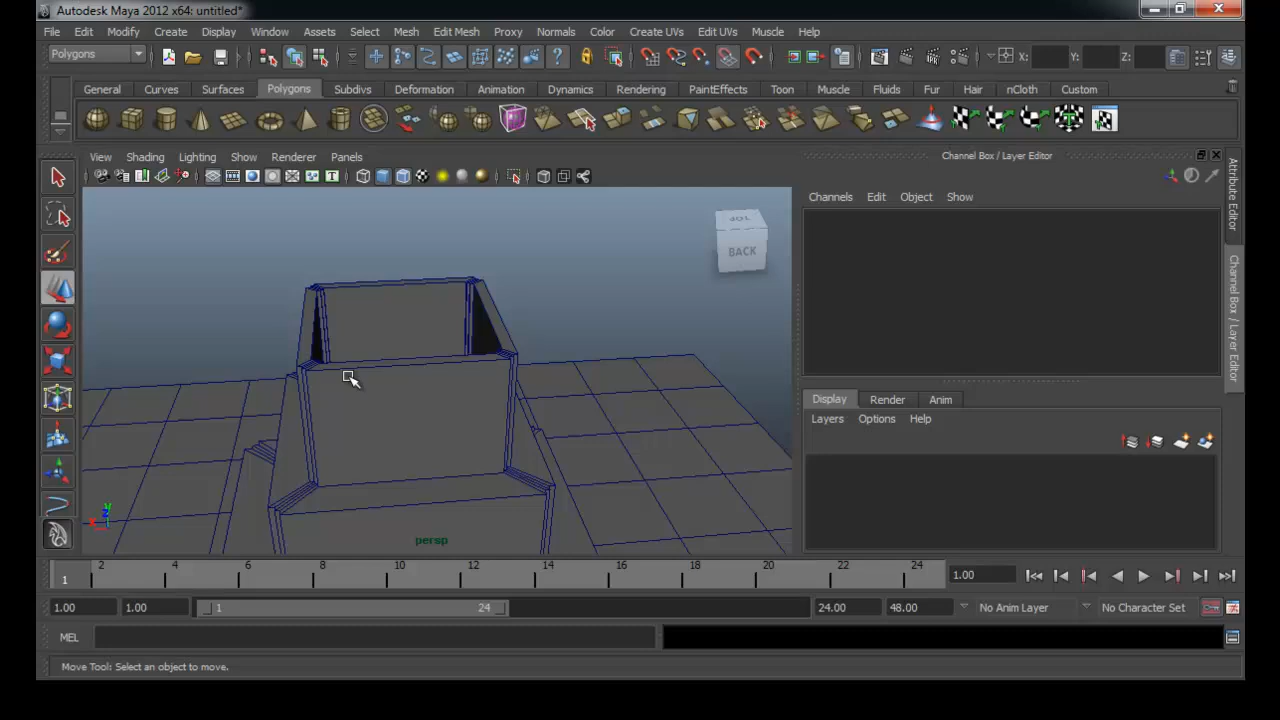 Autodesk Maya 2012 x64: untitled*
File Edit Modify Create Display Window Assets Select Mesh Edit Mesh Proxy Normals Color Create UVs Edit UVs Muscle Help
Polygons X: Y: Z:
General Curves Surfaces Polygons Subdivs Deformation Animation Dynamics Rendering PaintEffects Toon Muscle Fluids Fur Hair nCloth Custom
View Shading Lighting Show Renderer Panels
Channel Box / Layer Editor
Channels Edit Object Show
TOP
BACK
persp
Display Render Anim
Layers Options Help
Attribute Editor
Channel Box / Layer Editor
1 2 4 6 8 10 12 14 16 18 20 22 24 1.00
1.00 1.00 1 24 24.00 48.00 No Anim Layer No Character Set
MEL
Move Tool: Select an object to move.